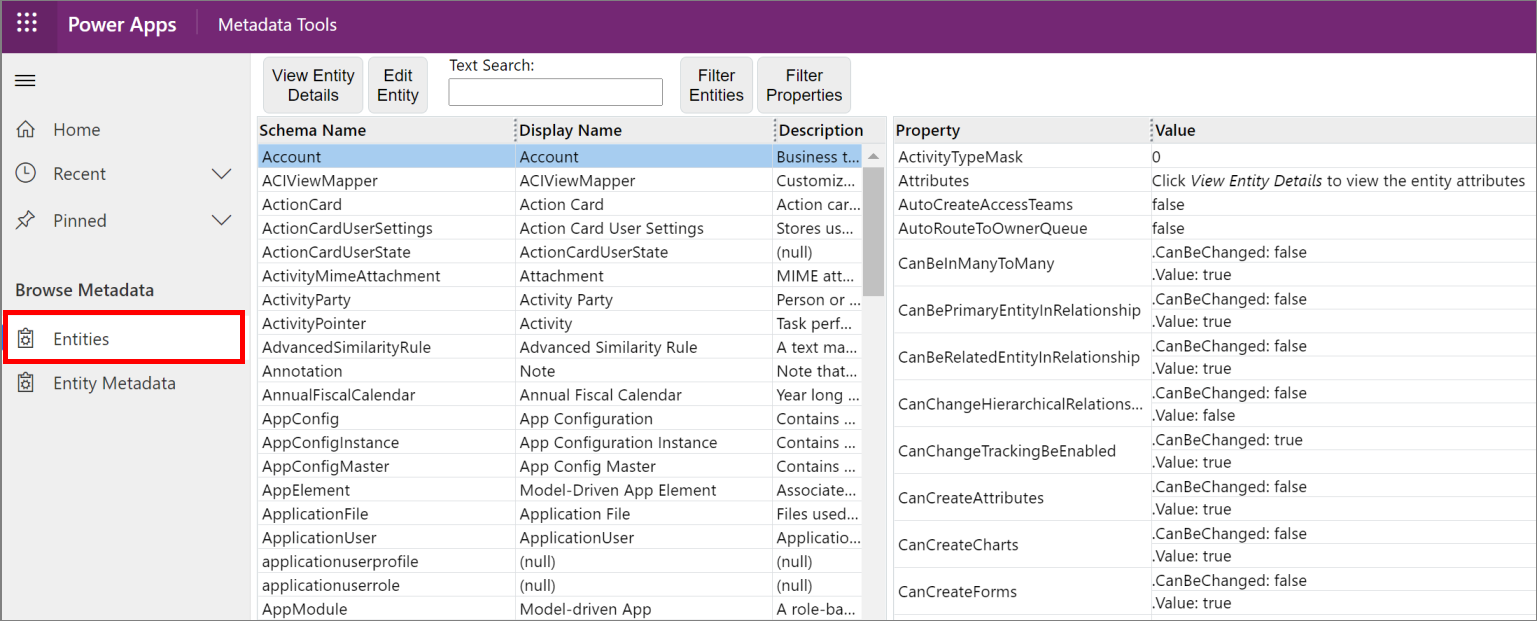 Power Apps Metadata Tools
View Entity Details
Edit Entity
Text Search:
Filter Entities
Filter Properties
Home
Recent
Pinned
Browse Metadata
Entities
Entity Metadata
Schema Name Display Name Description
Account Account Business t...
ACIViewMapper ACIViewMapper Customiz...
ActionCard Action Card Action car...
ActionCardUserSettings Action Card User Settings Stores us...
ActionCardUserState ActionCardUserState (null)
ActivityMimeAttachment Attachment MIME att...
ActivityParty Activity Party Person or ...
ActivityPointer Activity Task perf...
AdvancedSimilarityRule Advanced Similarity Rule A text ma...
Annotation Note Note that...
AnnualFiscalCalendar Annual Fiscal Calendar Year long ...
AppConfig App Configuration Contains ...
AppConfigInstance App Configuration Instance Contains ...
AppConfigMaster App Config Master Contains ...
AppElement Model-Driven App Element Associate...
ApplicationFile Application File Files used...
ApplicationUser ApplicationUser Applicatio...
applicationuserprofile (null) (null)
applicationuserrole (null) (null)
AppModule Model-driven App A role-ba...
Property Value
ActivityTypeMask 0
Attributes Click View Entity Details to view the entity attributes
AutoCreateAccessTeams false
AutoRouteToOwnerQueue false
CanBeInManyToMany .CanBeChanged: false
.Value: true
CanBePrimaryEntityInRelationship .CanBeChanged: false
.Value: true
CanBeRelatedEntityInRelationship .CanBeChanged: false
.Value: true
CanChangeHierarchicalRelations... .CanBeChanged: false
.Value: false
CanChangeTrackingBeEnabled .CanBeChanged: true
.Value: true
CanCreateAttributes .CanBeChanged: false
.Value: true
CanCreateCharts .CanBeChanged: false
.Value: true
CanCreateForms .CanBeChanged: false
.Value: true